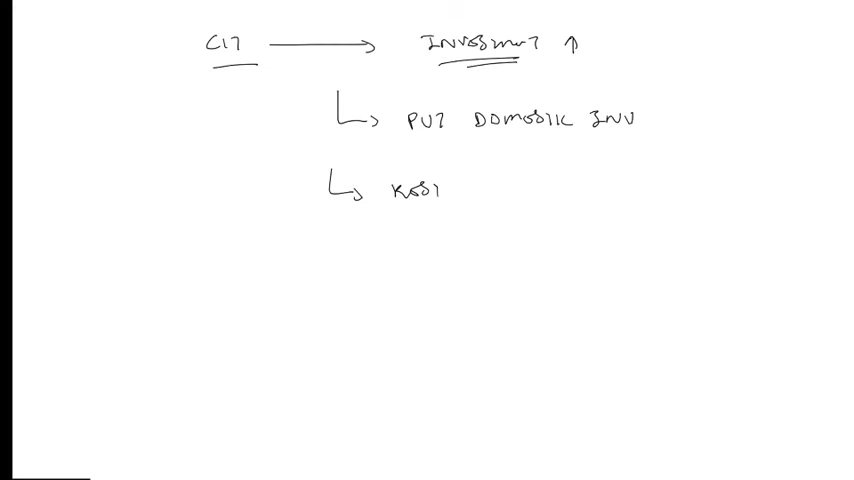 CIT → INVESTMENT ↑
↳ PVT DOMESTIC INV
↳